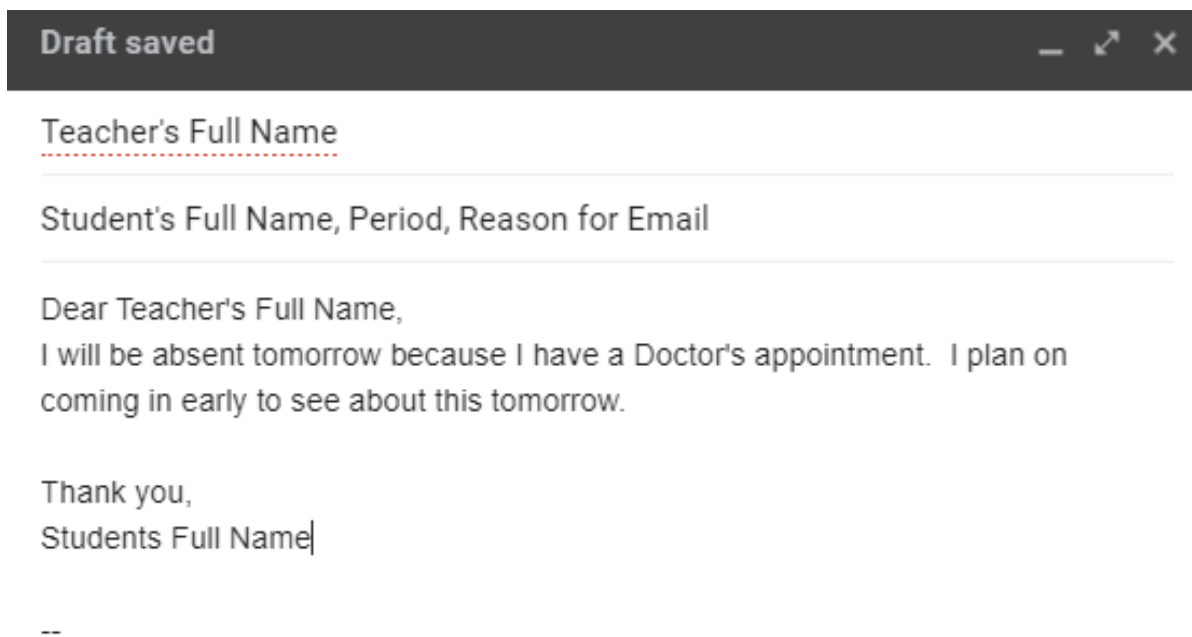 Draft saved
Teacher's Full Name
Student's Full Name, Period, Reason for Email
Dear Teacher's Full Name,
I will be absent tomorrow because I have a Doctor's appointment.  I plan on
coming in early to see about this tomorrow.
Thank you,
Students Full Name
--